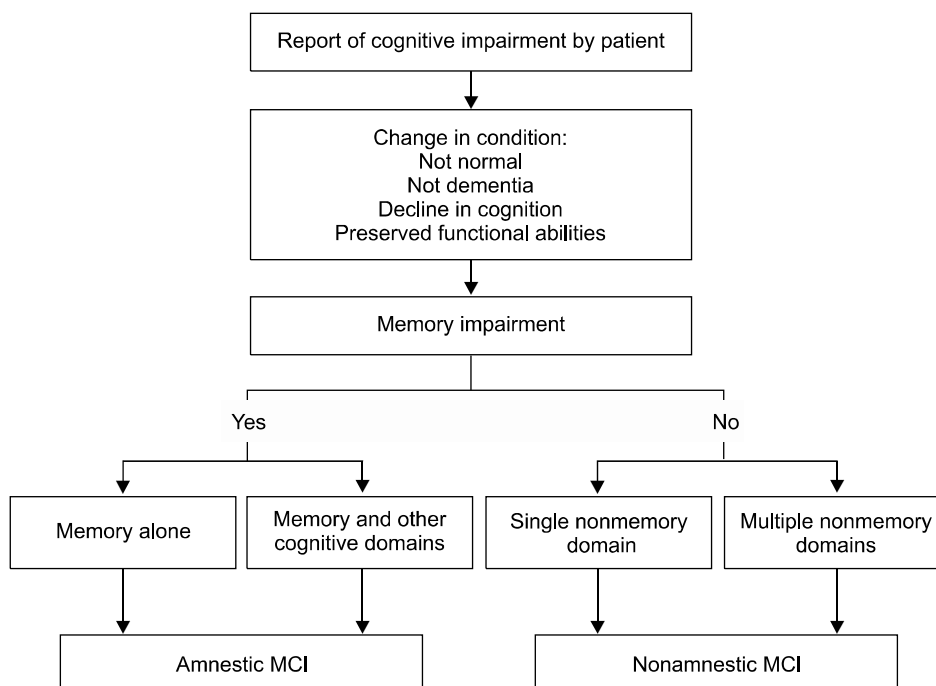 Report of cognitive impairment by patient
Change in condition:
Not normal
Not dementia
Decline in cognition
Preserved functional abilities
Memory impairment
Yes
No
Memory alone
Memory and other
cognitive domains
Single nonmemory
domain
Multiple nonmemory
domains
Amnestic MCI
Nonamnestic MCI